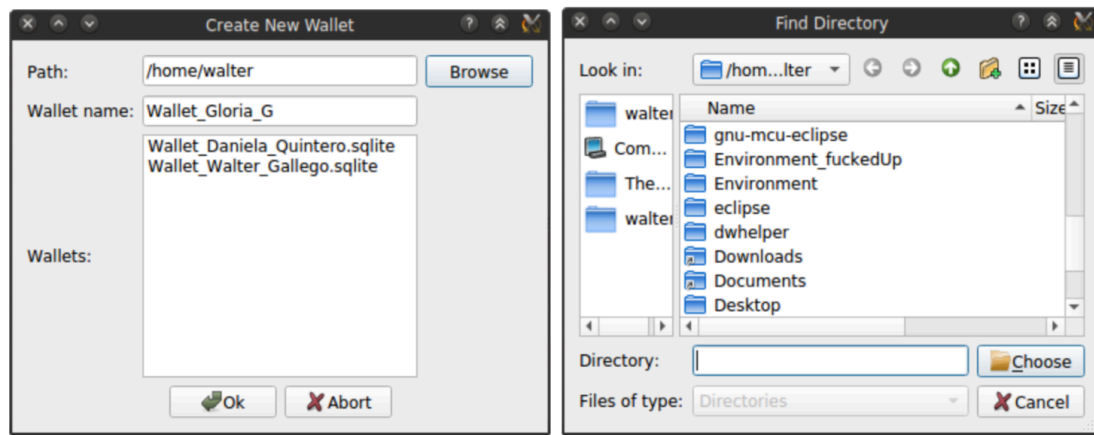 Create New Wallet
Path:
/home/walter
Browse
Wallet name:
Wallet_Gloria_G
Wallet_Daniela_Quintero.sqlite
Wallet_Walter_Gallego.sqlite
Wallets:
Ok
Abort
Find Directory
Look in:
/hom...lter
walter
Com...
The...
walter
Name
Size
gnu-mcu-eclipse
Environment_fuckedUp
Environment
eclipse
dwhelper
Downloads
Documents
Desktop
Directory:
Choose
Files of type:
Directories
Cancel